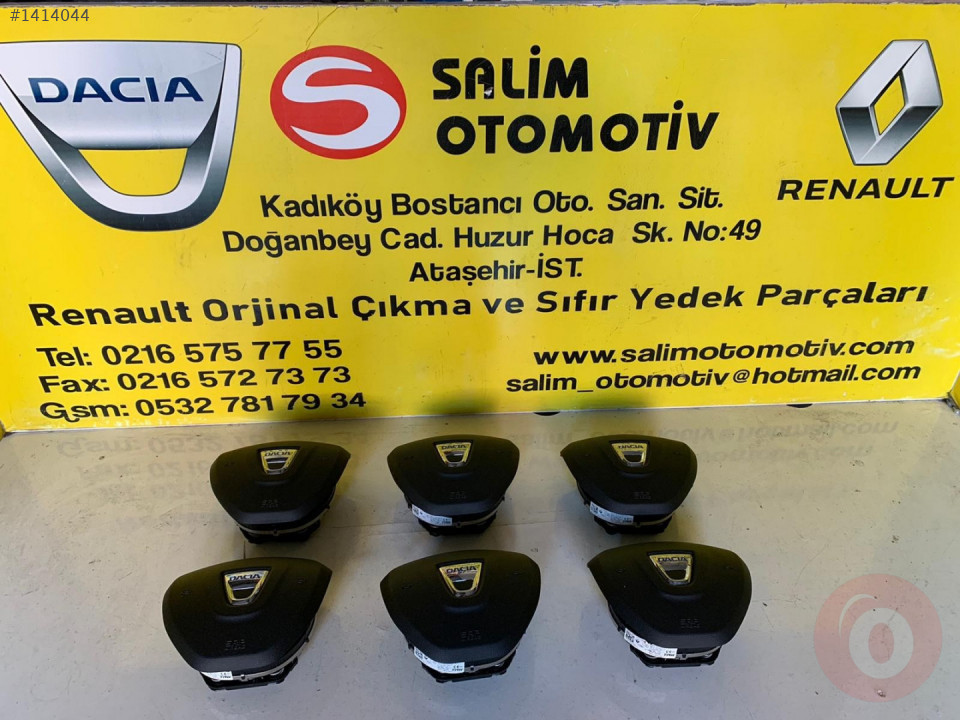 #1414044
DACIA
S
SALİM
OTOMOTİV
RENAULT
Kadıköy Bostancı Oto. San. Sit.
Doğanbey Cad. Huzur Hoca Sk. No:49
Ataşehir-İST.
Renault Orjinal Çıkma ve Sıfır Yedek Parçaları
Tel: 0216 575 77 55
Fax: 0216 572 73 73
Gsm: 0532 781 79 34
www.salimotomotiv.com
salim_otomotiv@hotmail.com
DACIA
DACIA
DACIA
DACIA
DACIA
DACIA